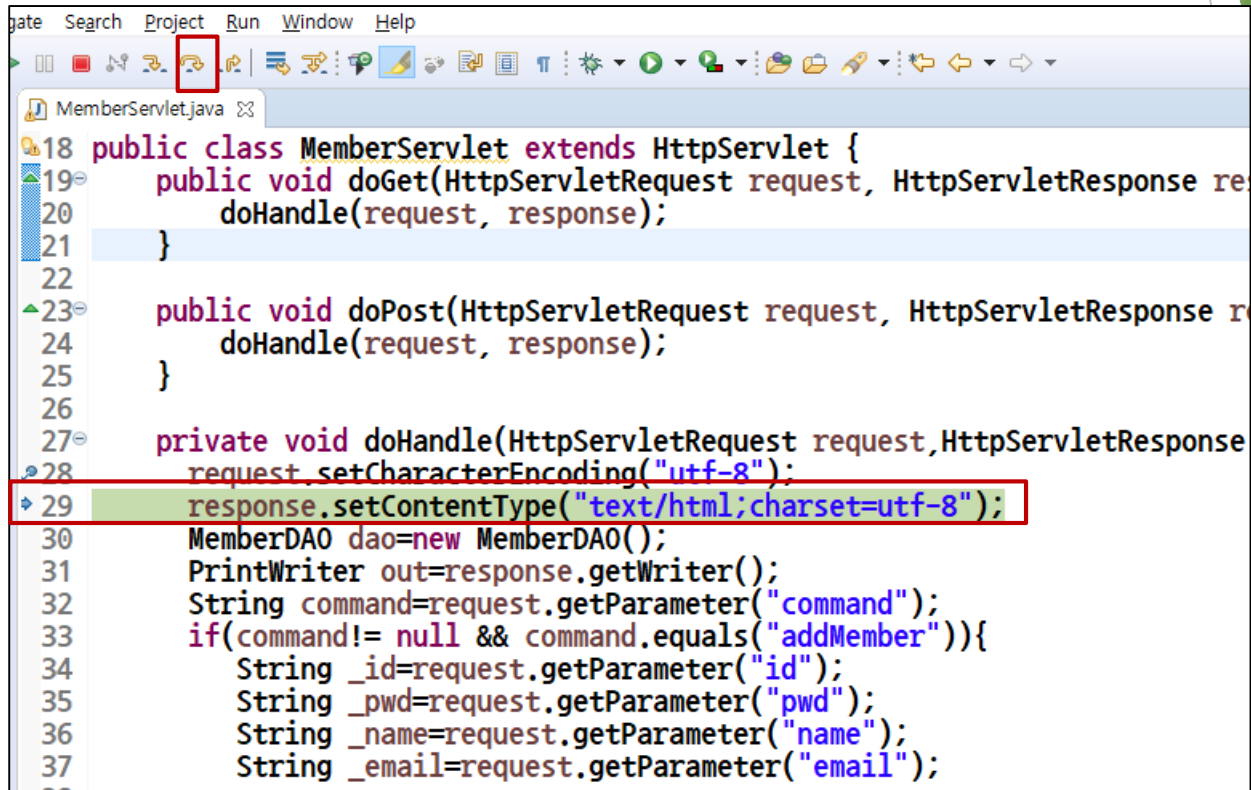 gate Search Project Run Window Help
MemberServlet.java
18 public class MemberServlet extends HttpServlet {
19 public void doGet(HttpServletRequest request, HttpServletResponse res
20 doHandle(request, response);
21 }
22
23 public void doPost(HttpServletRequest request, HttpServletResponse r
24 doHandle(request, response);
25 }
26
27 private void doHandle(HttpServletRequest request,HttpServletResponse
28 request.setCharacterEncoding("utf-8");
29 response.setContentType("text/html;charset=utf-8");
30 MemberDAO dao=new MemberDAO();
31 PrintWriter out=response.getWriter();
32 String command=request.getParameter("command");
33 if(command!= null && command.equals("addMember")){
34 String _id=request.getParameter("id");
35 String _pwd=request.getParameter("pwd");
36 String _name=request.getParameter("name");
37 String _email=request.getParameter("email");